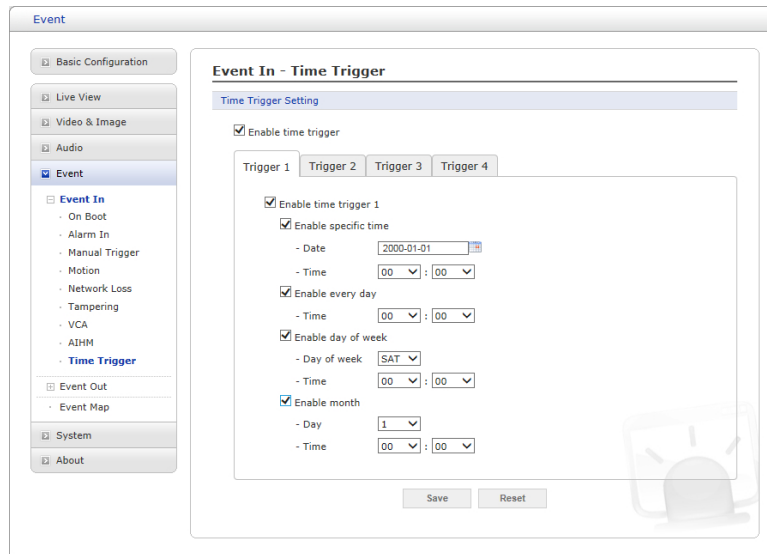 Event
Basic Configuration
Live View
Video & Image
Audio
Event
Event In
On Boot
Alarm In
Manual Trigger
Motion
Network Loss
Tampering
VCA
AIHM
Time Trigger
Event Out
Event Map
System
About
Event In - Time Trigger
Time Trigger Setting
Enable time trigger
Trigger 1 Trigger 2 Trigger 3 Trigger 4
Enable time trigger 1
Enable specific time
- Date 2000-01-01
- Time 00 : 00
Enable every day
- Time 00 : 00
Enable day of week
- Day of week SAT
- Time 00 : 00
Enable month
- Day 1
- Time 00 : 00
Save Reset